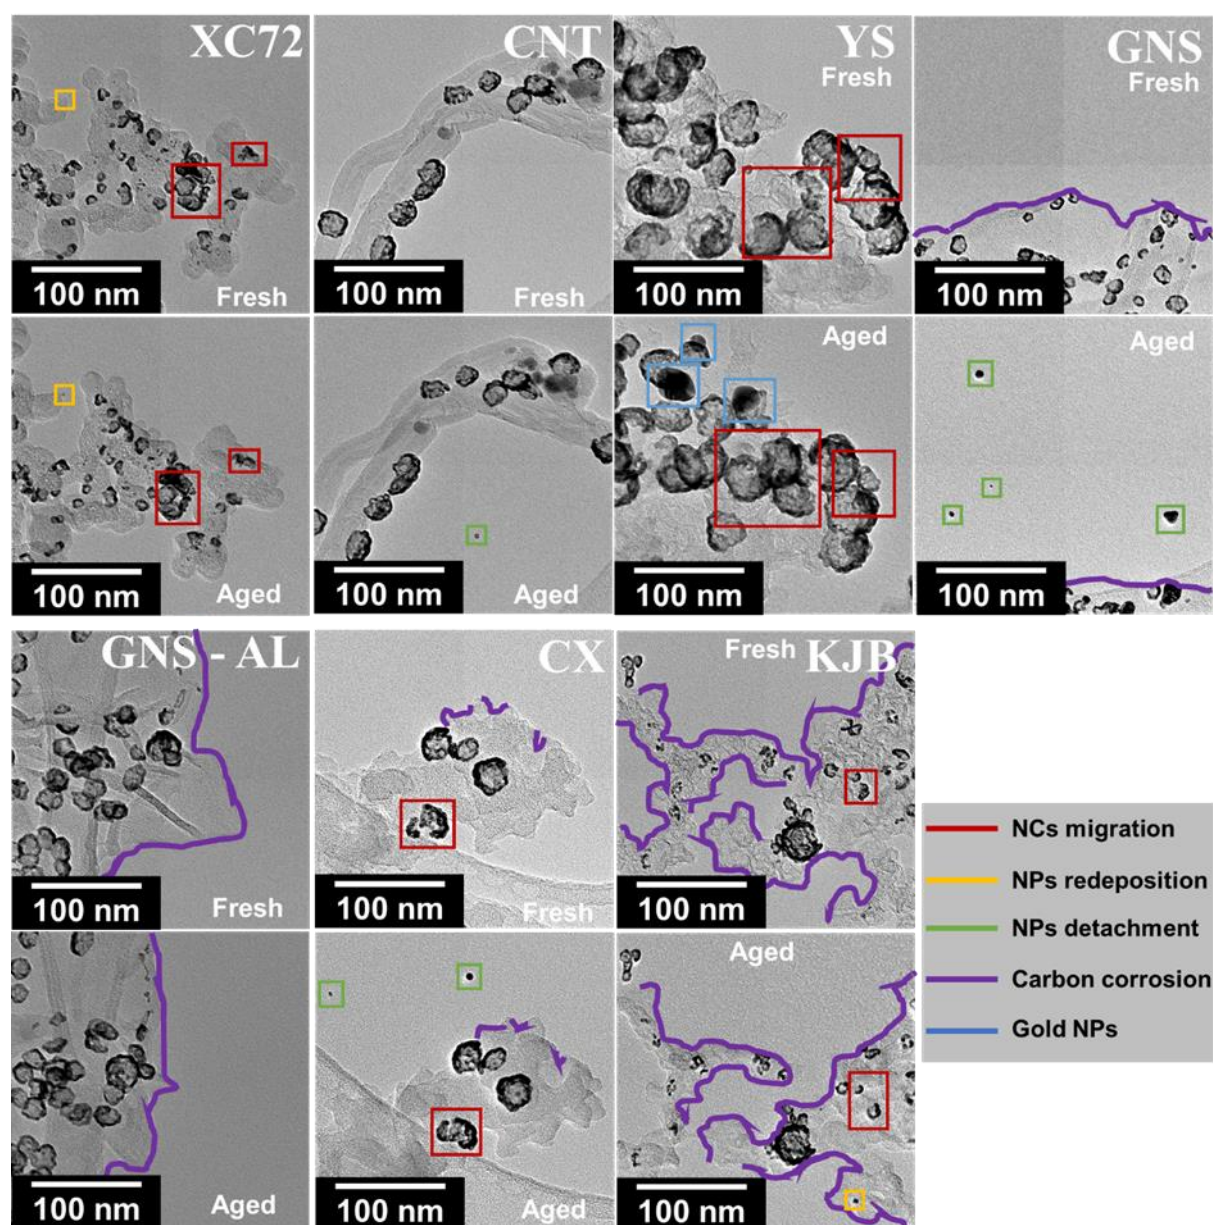 XC72
CNT
YS
Fresh
GNS
Fresh
100 nm
Fresh
100 nm
Fresh
100 nm
100 nm
Aged
Aged
100 nm
Aged
100 nm
Aged
100 nm
100 nm
GNS - AL
CX
Fresh KJB
100 nm
Fresh
100 nm
Fresh
100 nm
NCs migration
NPs redeposition
NPs detachment
Carbon corrosion
Gold NPs
Aged
100 nm
Aged
100 nm
Aged
100 nm